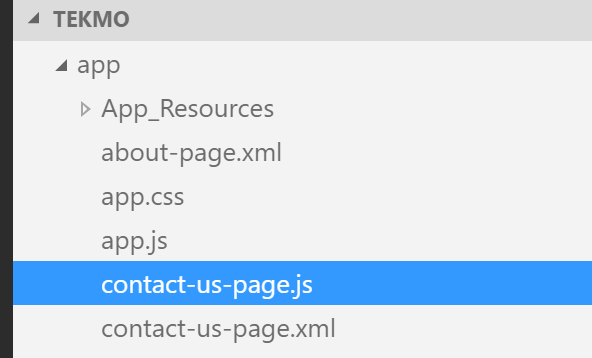 TEKMO
app
App_Resources
about-page.xml
app.css
app.js
contact-us-page.js
contact-us-page.xml